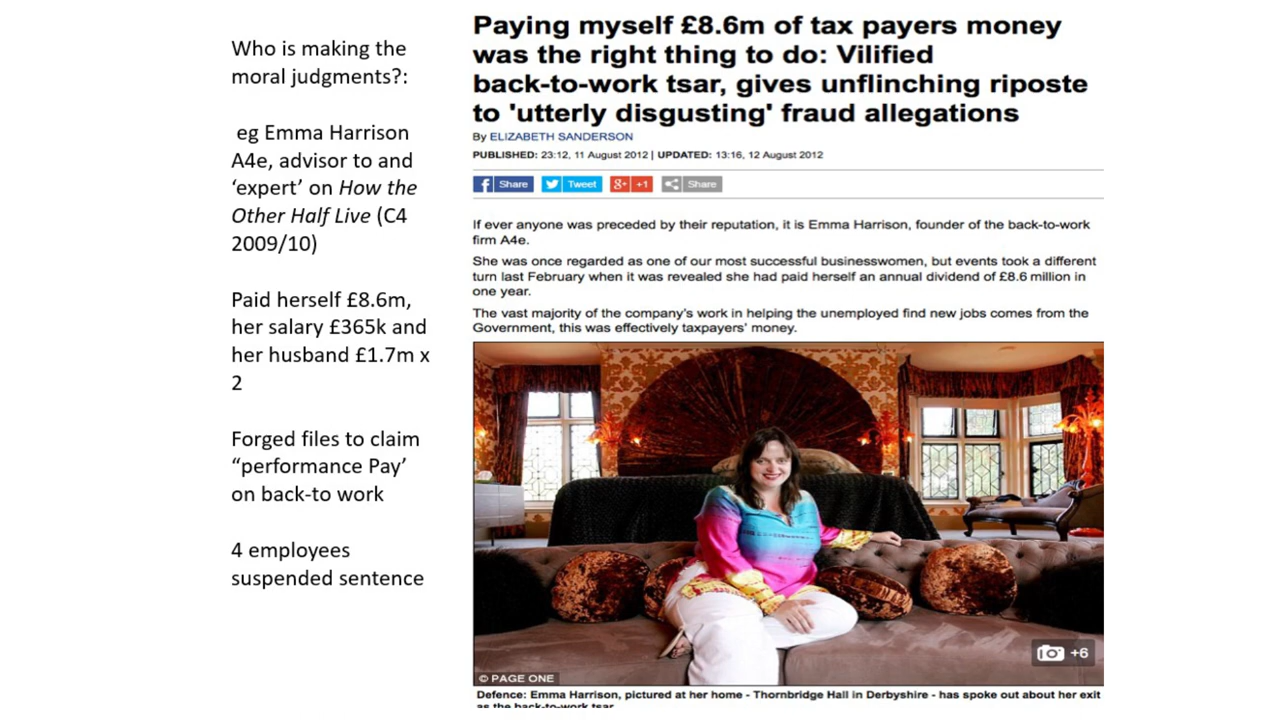 Who is making the
moral judgments?:
eg Emma Harrison
A4e, advisor to and
‘expert’ on How the
Other Half Live (C4
2009/10)
Paid herself £8.6m,
her salary £365k and
her husband £1.7m x
2
Forged files to claim
“performance Pay’
on back-to work
4 employees
suspended sentence
Paying myself £8.6m of tax payers money
was the right thing to do: Vilified
back-to-work tsar, gives unflinching riposte
to 'utterly disgusting' fraud allegations
By ELIZABETH SANDERSON
PUBLISHED: 23:12, 11 August 2012 | UPDATED: 13:16, 12 August 2012
f Share Tweet g+ +1 Share
If ever anyone was preceded by their reputation, it is Emma Harrison, founder of the back-to-work
firm A4e.
She was once regarded as one of our most successful businesswomen, but events took a different
turn last February when it was revealed she had paid herself an annual dividend of £8.6 million in
one year.
The vast majority of the company's work in helping the unemployed find new jobs comes from the
Government, this was effectively taxpayers' money.
+6
© PAGE ONE
Defence: Emma Harrison, pictured at her home - Thornbridge Hall in Derbyshire - has spoke out about her exit
as the back-to-work tsar